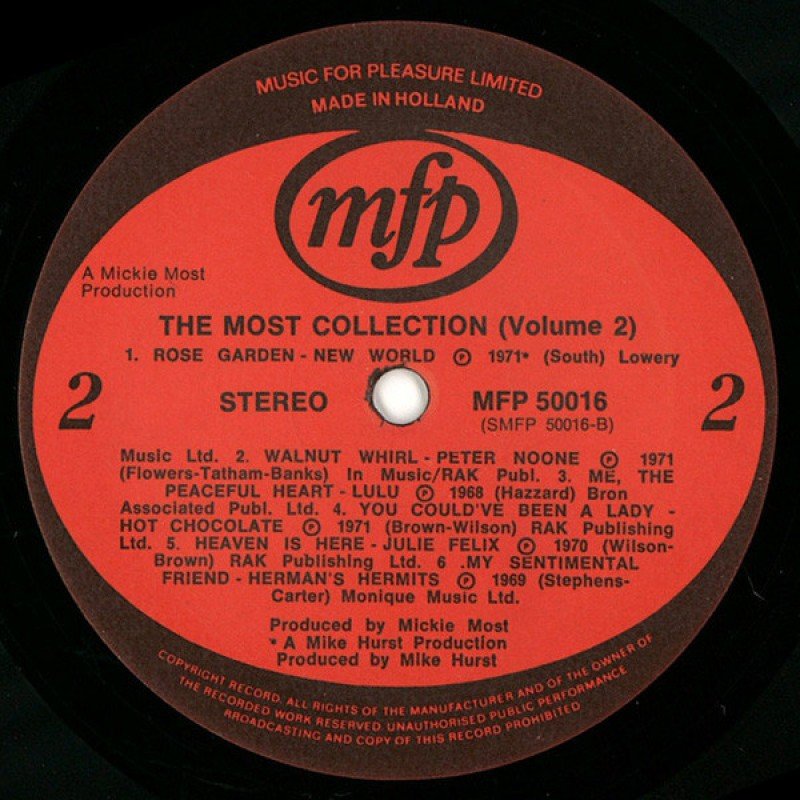 MUSIC FOR PLEASURE LIMITED
MADE IN HOLLAND
mfp
A Mickie Most
Production
THE MOST COLLECTION (Volume 2)
1. ROSE GARDEN - NEW WORLD ℗ 1971* (South) Lowery
2
STEREO
MFP 50016
2
(SMFP 50016-B)
Music Ltd. 2. WALNUT WHIRL - PETER NOONE ℗ 1971
(Flowers-Tatham-Banks) In Music/RAK Publ. 3. ME, THE
PEACEFUL HEART - LULU ℗ 1968 (Hazzard) Bron
Associated Publ. Ltd. 4. YOU COULD'VE BEEN A LADY -
HOT CHOCOLATE ℗ 1971 (Brown-Wilson) RAK Publishing
Ltd. 5. HEAVEN IS HERE - JULIE FELIX ℗ 1970 (Wilson-
Brown) RAK Publishing Ltd. 6 .MY SENTIMENTAL
FRIEND - HERMAN'S HERMITS ℗ 1969 (Stephens-
Carter) Monique Music Ltd.
Produced by Mickie Most
* A Mike Hurst Production
Produced by Mike Hurst
COPYRIGHT RECORD. ALL RIGHTS OF THE MANUFACTURER AND OF THE OWNER OF
THE RECORDED WORK RESERVED. UNAUTHORISED PUBLIC PERFORMANCE
BROADCASTING AND COPY OF THIS RECORD PROHIBITED